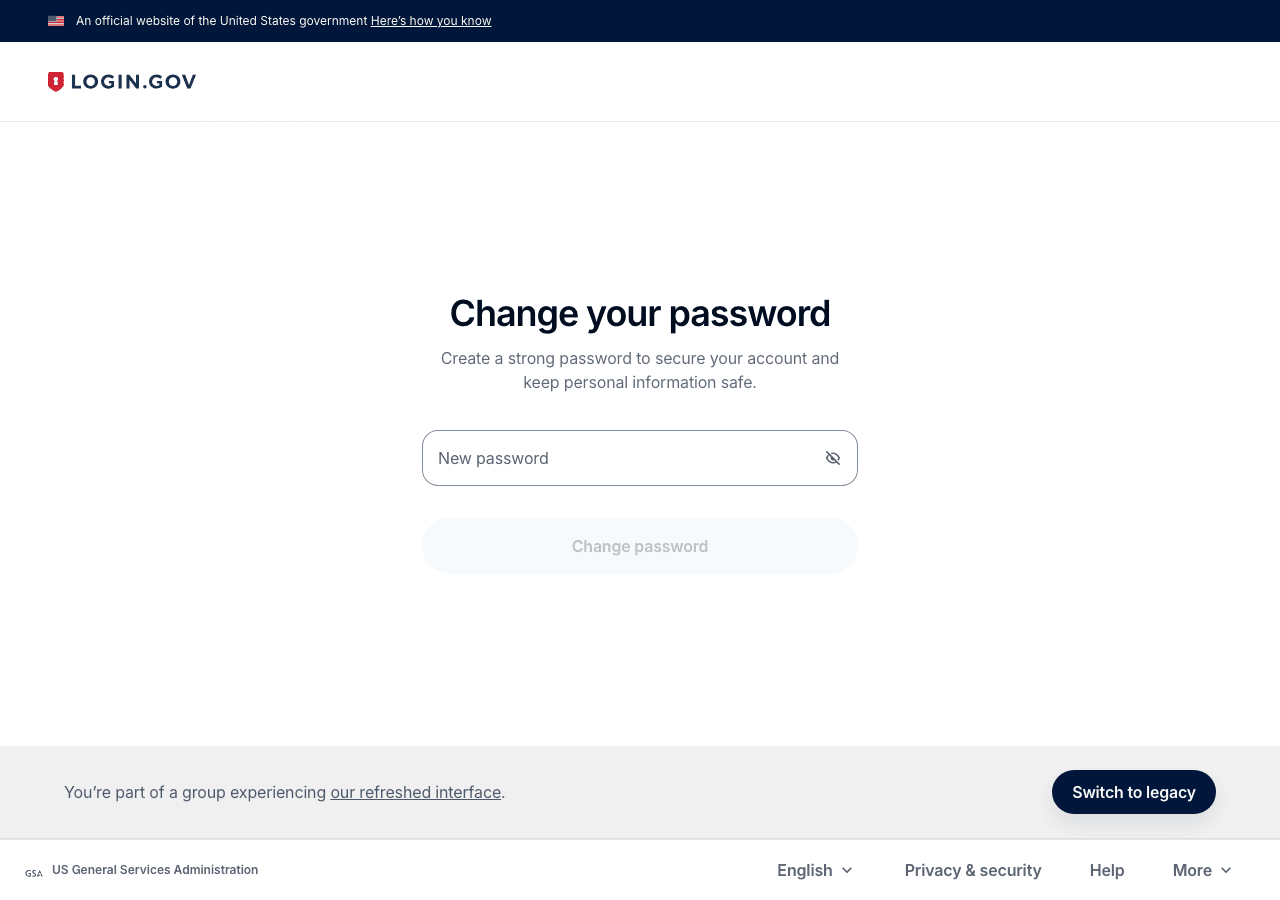 An official website of the United States government Here’s how you know
LOGIN.GOV
Change your password
Create a strong password to secure your account and
keep personal information safe.
New password
Change password
You’re part of a group experiencing our refreshed interface.
Switch to legacy
GSA US General Services Administration
English
Privacy & security
Help
More